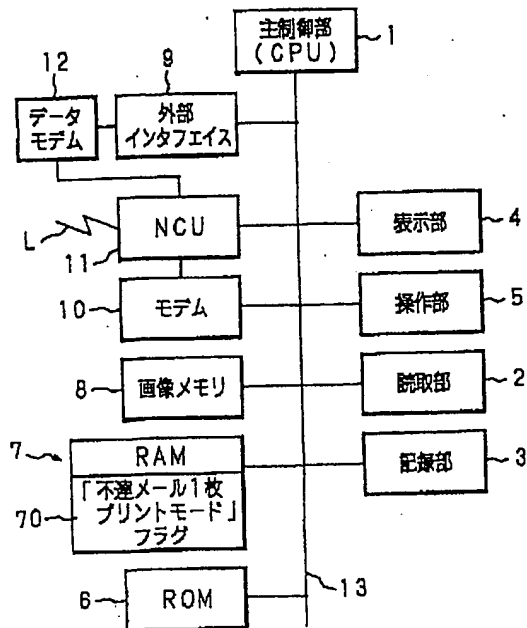 主制御部
(CPU)
1
12
9
データ
モデム
外部
インタフェイス
L
NCU
11
表示部
4
10
モデム
操作部
5
8
画像メモリ
読取部
2
7
RAM
70
「不達メール1枚
プリントモード」
フラグ
記録部
3
6
ROM
13